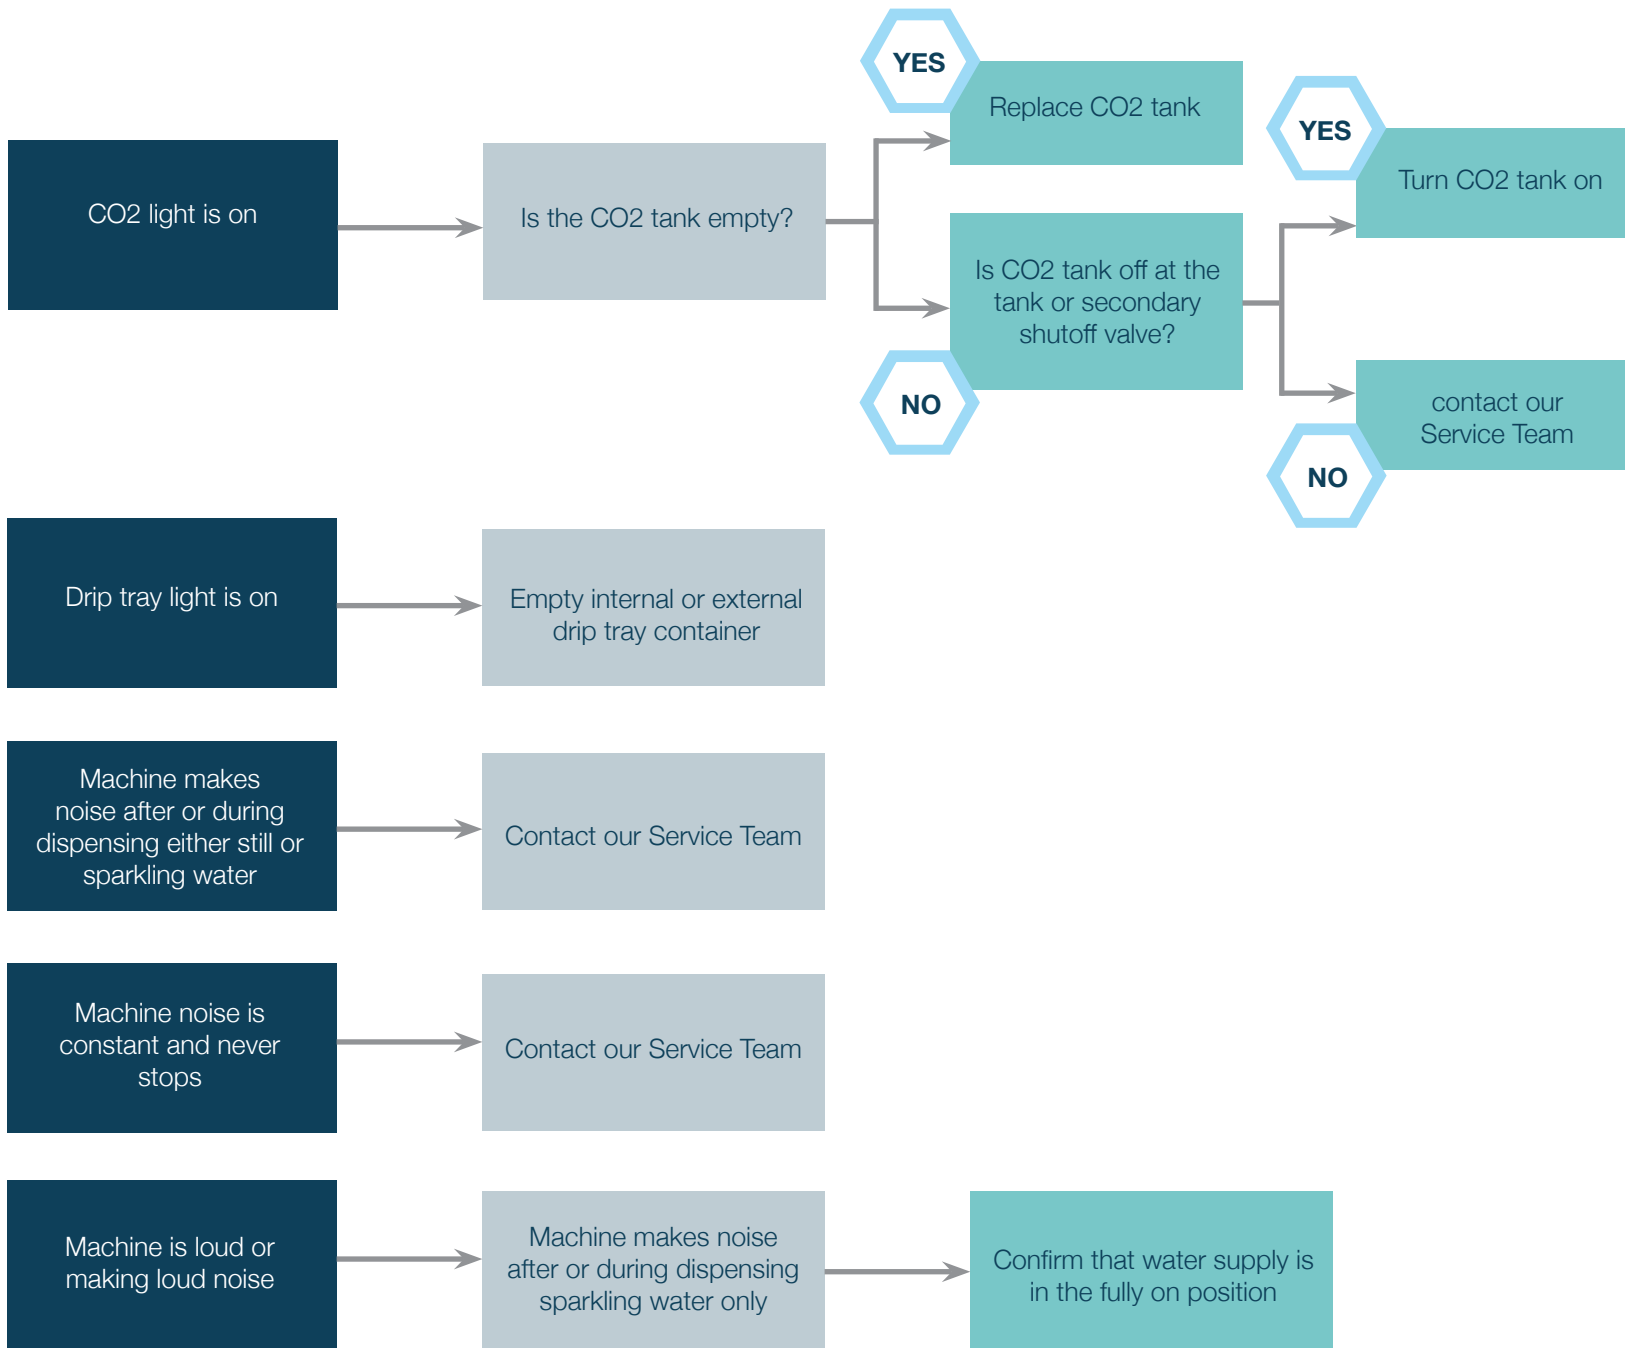 CO2 light is on
Is the CO2 tank empty?
YES
Replace CO2 tank
NO
Is CO2 tank off at the
tank or secondary
shutoff valve?
YES
Turn CO2 tank on
NO
contact our
Service Team
Drip tray light is on
Empty internal or external
drip tray container
Machine makes
noise after or during
dispensing either still or
sparkling water
Contact our Service Team
Machine noise is
constant and never
stops
Contact our Service Team
Machine is loud or
making loud noise
Machine makes noise
after or during dispensing
sparkling water only
Confirm that water supply is
in the fully on position